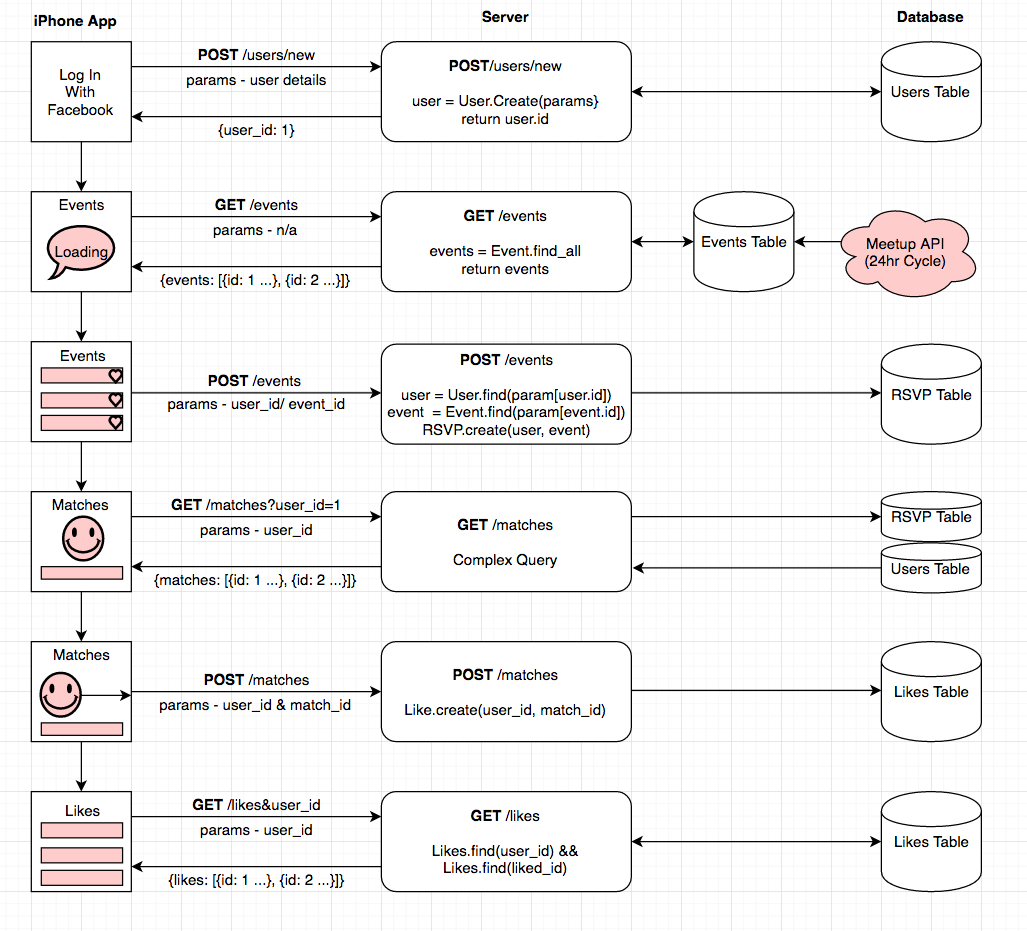 iPhone App
Server
Database
Log In
With
Facebook
POST /users/new
params - user details
{user_id: 1}
POST/users/new
user = User.Create(params}
return user.id
Users Table
Events
Loading
GET /events
params - n/a
{events: [{id: 1 ...}, {id: 2 ...}]}
GET /events
events = Event.find_all
return events
Events Table
Meetup API
(24hr Cycle)
Events
POST /events
params - user_id/ event_id
POST /events
user = User.find(param[user.id])
event  = Event.find(param[event.id])
RSVP.create(user, event)
RSVP Table
Matches
GET /matches?user_id=1
params - user_id
{matches: [{id: 1 ...}, {id: 2 ...}]}
GET /matches
Complex Query
RSVP Table
Users Table
Matches
POST /matches
params - user_id & match_id
POST /matches
Like.create(user_id, match_id)
Likes Table
Likes
GET /likes&user_id
params - user_id
{likes: [{id: 1 ...}, {id: 2 ...}]}
GET /likes
Likes.find(user_id) &&
Likes.find(liked_id)
Likes Table